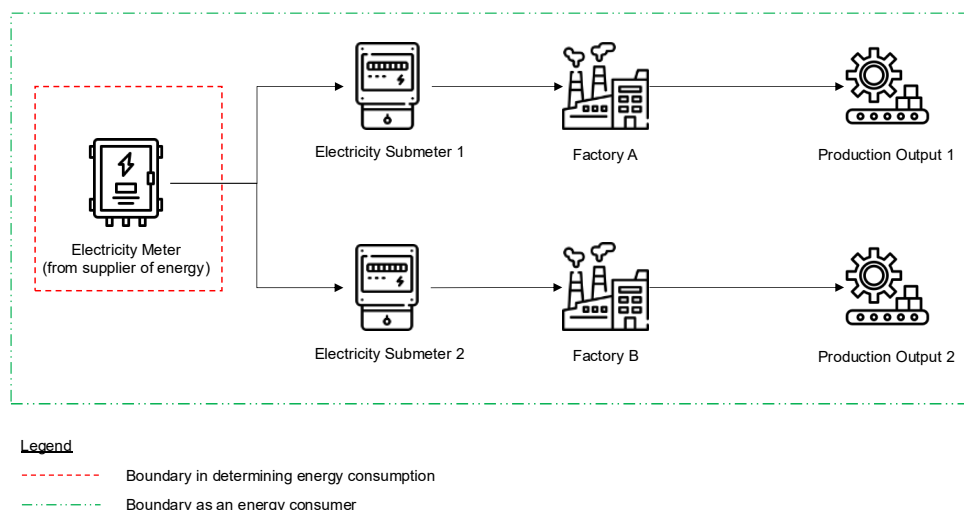 Electricity Submeter 1
Factory A
Production Output 1
Electricity Meter
(from supplier of energy)
Electricity Submeter 2
Factory B
Production Output 2
Legend
Boundary in determining energy consumption
Boundary as an energy consumer